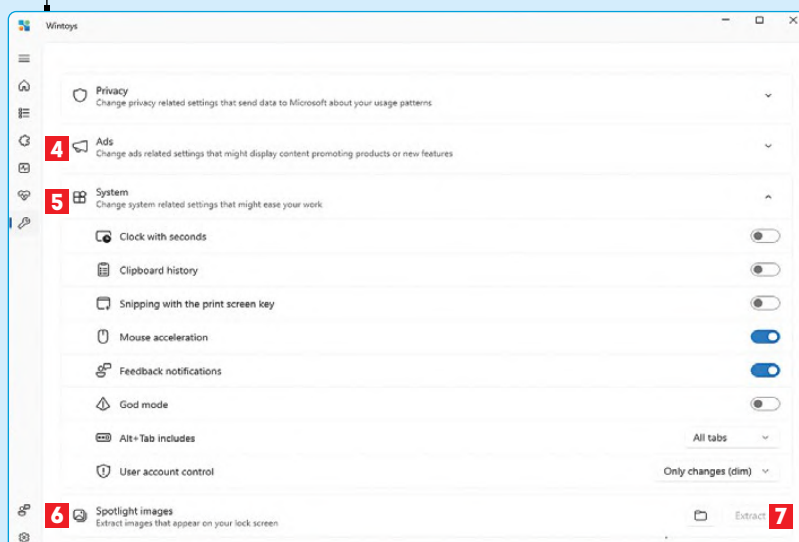 Wintoys
Privacy
Change privacy related settings that send data to Microsoft about your usage patterns
4
Ads
Change ads related settings that might display content promoting products or new features
5
System
Change system related settings that might ease your work
Clock with seconds
Clipboard history
Snipping with the print screen key
Mouse acceleration
Feedback notifications
God mode
Alt+Tab includes All tabs
User account control Only changes (dim)
6
Spotlight images
Extract images that appear on your lock screen
Extract 7